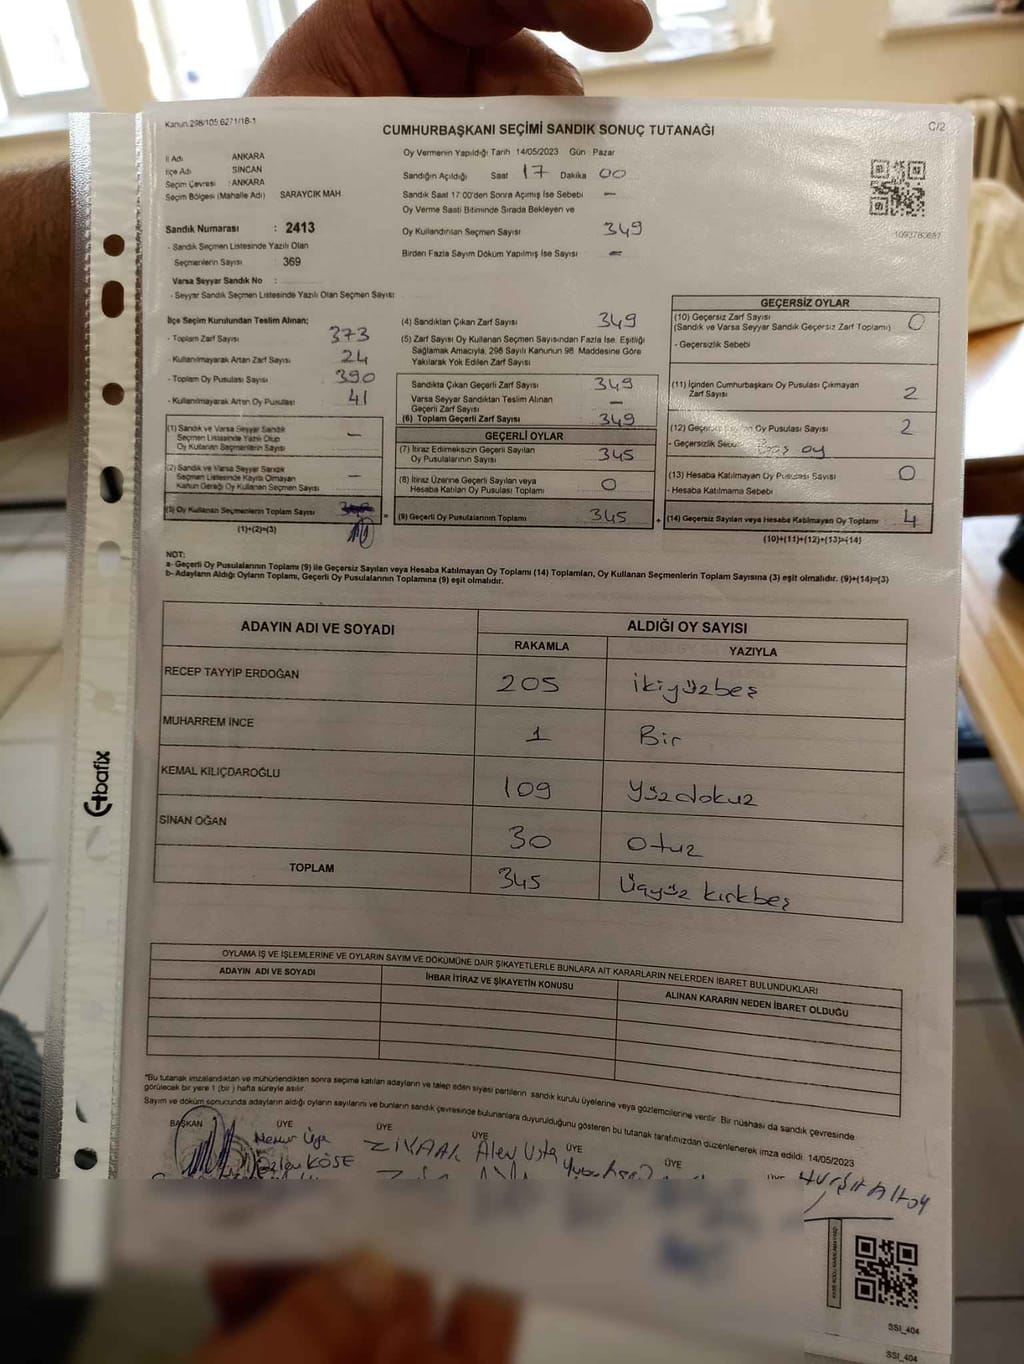 Kanun:298/105.6271/18-1
CUMHURBAŞKANI SEÇİMİ SANDIK SONUÇ TUTANAĞI
C/2
İl Adı ANKARA
İlçe Adı SİNCAN
Seçim Çevresi : ANKARA
Seçim Bölgesi (Mahalle Adı) SARAYCIK MAH
Sandık Numarası : 2413
- Sandık Seçmen Listesinde Yazılı Olan
Seçmenlerin Sayısı : 369
Varsa Seyyar Sandık No :
- Seyyar Sandık Seçmen Listesinde Yazılı Olan Seçmen Sayısı
Oy Vermenin Yapıldığı Tarih 14/05/2023 Gün Pazar
Sandığın Açıldığı Saat 17 Dakika 00
Sandık Saat 17:00'den Sonra Açılmış İse Sebebi -
Oy Verme Saati Bitiminde Sırada Bekleyen ve
Oy Kullandırılan Seçmen Sayısı 349
Birden Fazla Sayım Döküm Yapılmış İse Sayısı -
1093783687
İlçe Seçim Kurulundan Teslim Alınan;
- Toplam Zarf Sayısı 373
- Kullanılmayarak Artan Zarf Sayısı 24
- Toplam Oy Pusulası Sayısı 390
- Kullanılmayarak Artan Oy Pusulası 41
(1) Sandık ve Varsa Seyyar Sandık
Seçmen Listesinde Yazılı Olup
Oy Kullanan Seçmenlerin Sayısı -
(2) Sandık ve Varsa Seyyar Sandık
Seçmen Listesinde Kayıtlı Olmayan
Kanun Gereği Oy Kullanan Seçmen Sayısı -
(3) Oy Kullanan Seçmenlerin Toplam Sayısı
(1)+(2)=(3)
(4) Sandıktan Çıkan Zarf Sayısı 349
(5) Zarf Sayısı Oy Kullanan Seçmen Sayısından Fazla İse, Eşitliği
Sağlamak Amacıyla, 298 Sayılı Kanunun 98. Maddesine Göre
Yakılarak Yok Edilen Zarf Sayısı
Sandıkta Çıkan Geçerli Zarf Sayısı 349
Varsa Seyyar Sandıktan Teslim Alınan
Geçerli Zarf Sayısı -
(6) Toplam Geçerli Zarf Sayısı 349
GEÇERLİ OYLAR
(7) İtiraz Edilmeksizin Geçerli Sayılan
Oy Pusulalarının Sayısı 345
(8) İtiraz Üzerine Geçerli Sayılan veya
Hesaba Katılan Oy Pusulası Toplamı 0
= (9) Geçerli Oy Pusulalarının Toplamı 345
GEÇERSİZ OYLAR
(10) Geçersiz Zarf Sayısı
(Sandık ve Varsa Seyyar Sandık Geçersiz Zarf Toplamı) 0
- Geçersizlik Sebebi
(11) İçinden Cumhurbaşkanı Oy Pusulası Çıkmayan
Zarf Sayısı 2
(12) Geçersiz Oy Pusulası Sayısı 2
- Geçersizlik Sebebi Boş oy
(13) Hesaba Katılmayan Oy Pusulası Sayısı 0
- Hesaba Katılmama Sebebi
+ (14) Geçersiz Sayılan veya Hesaba Katılmayan Oy Toplamı 4
(10)+(11)+(12)+(13)=(14)
NOT:
a- Geçerli Oy Pusulalarının Toplamı (9) ile Geçersiz Sayılan veya Hesaba Katılmayan Oy Toplamı (14) Toplamları, Oy Kullanan Seçmenlerin Toplam Sayısına (3) eşit olmalıdır. (9)+(14)=(3)
b- Adayların Aldığı Oyların Toplamı, Geçerli Oy Pusulalarının Toplamına (9) eşit olmalıdır.
ADAYIN ADI VE SOYADI ALDIĞI OY SAYISI
RAKAMLA YAZIYLA
RECEP TAYYİP ERDOĞAN 205 ikiyüzbeş
MUHARREM İNCE 1 Bir
KEMAL KILIÇDAROĞLU 109 Yüzdokuz
SİNAN OĞAN 30 Otuz
TOPLAM 345 Üçyüz kırkbeş
OYLAMA İŞ VE İŞLEMLERİNE VE OYLARIN SAYIM VE DÖKÜMÜNE DAİR ŞİKAYETLERLE BUNLARA AİT KARARLARIN NELERDEN İBARET BULUNDUKLARI
ADAYIN ADI VE SOYADI İHBAR İTİRAZ VE ŞİKAYETİN KONUSU ALINAN KARARIN NEDEN İBARET OLDUĞU
*Bu tutanak imzalandıktan ve mühürlendikten sonra seçime katılan adayların ve talep eden siyasi partilerin sandık kurulu üyelerine veya gözlemcilerine verilir. Bir nüshası da sandık çevresinde
görülecek bir yere 1 (bir) hafta süreyle asılır.
Sayım ve döküm sonucunda adayların aldığı oyların sayılarını ve bunların sandık çevresinde bulunanlara duyurulduğunu gösteren bu tutanak tarafımızdan düzenlenerek imza edildi. 14/05/2023
BAŞKAN ÜYE ÜYE ÜYE ÜYE ÜYE
Memur Üye
KÖSE
Alev Usta
bafix
SSİ_404
SSİ_404